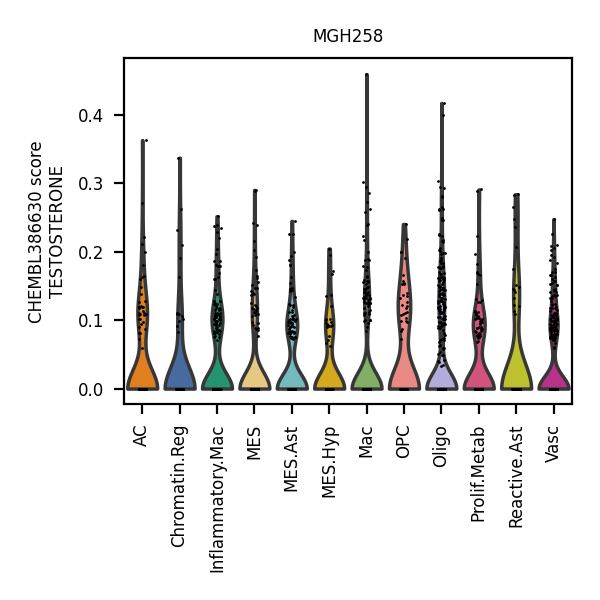 MGH258
CHEMBL386630 score
TESTOSTERONE
0.4
0.3
0.2
0.1
0.0
AC
Chromatin.Reg
Inflammatory.Mac
MES
MES.Ast
MES.Hyp
Mac
OPC
Oligo
Prolif.Metab
Reactive.Ast
Vasc